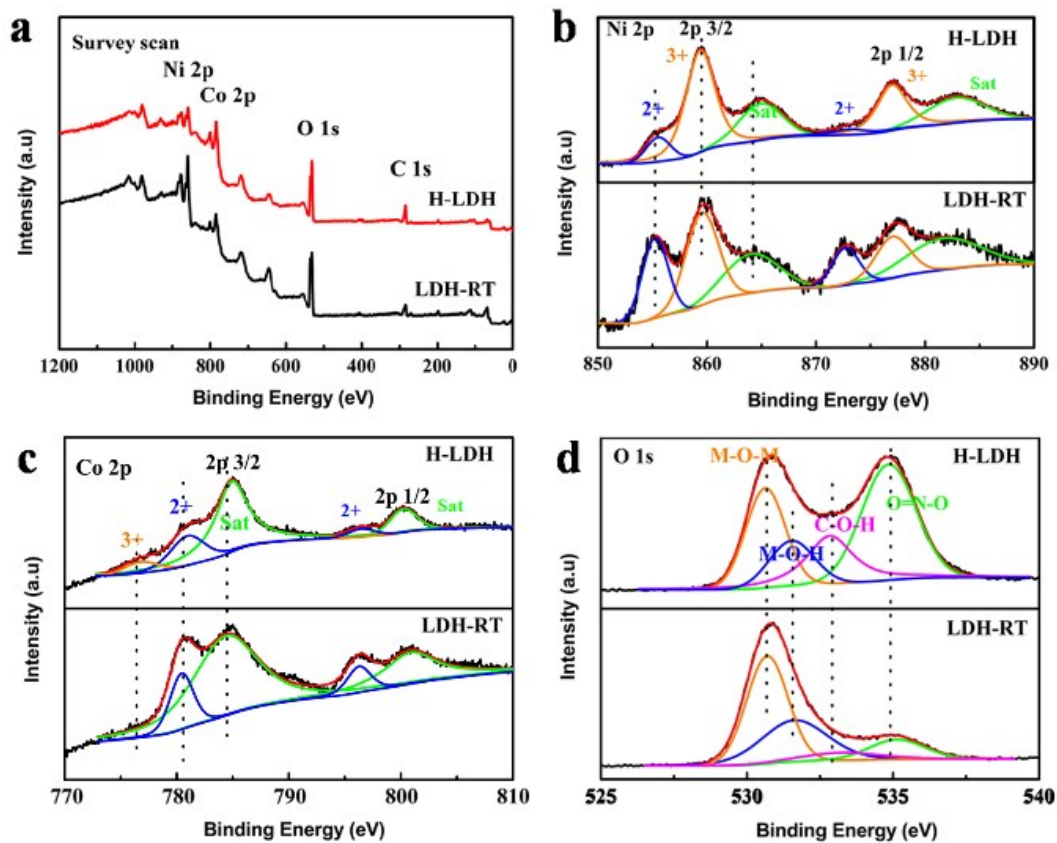 a
Survey scan
Ni 2p
Co 2p
O 1s
C 1s
H-LDH
LDH-RT
Intensity (a.u)
1200 1000 800 600 400 200 0
Binding Energy (eV)
b
Ni 2p
2p 3/2
H-LDH
3+
2p 1/2
3+
2+
Sat
2+
Sat
LDH-RT
Intensity (a.u)
850 860 870 880 890
Binding Energy (eV)
c
Co 2p
2p 3/2
H-LDH
2+
2p 1/2
3+
Sat
2+
Sat
LDH-RT
Intensity (a.u)
770 780 790 800 810
Binding Energy (eV)
d
O 1s
M-O-M
H-LDH
O=N-O
C-O-H
M-O-H
LDH-RT
Intensity (a.u)
525 530 535 540
Binding Energy (eV)